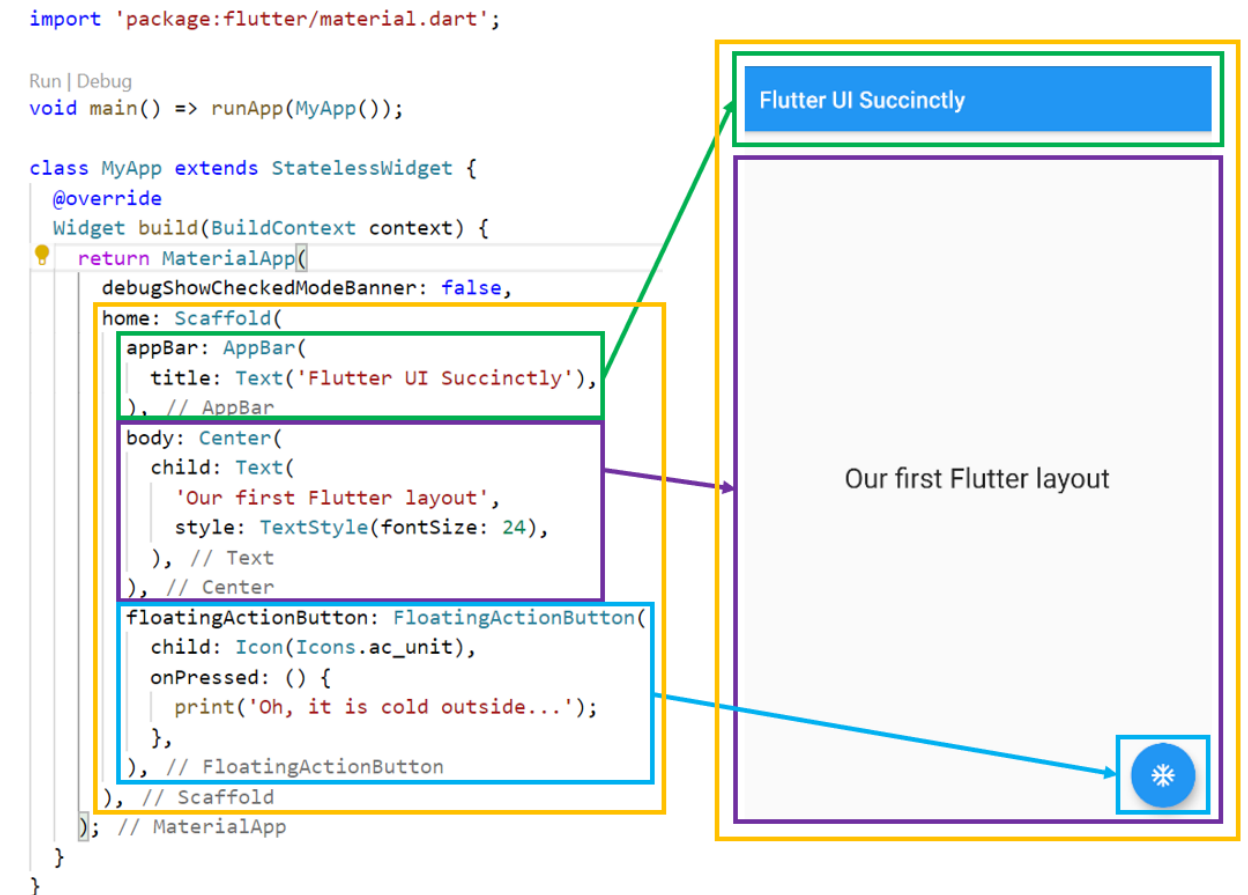 import 'package:flutter/material.dart';
Run | Debug
void main() => runApp(MyApp());
class MyApp extends StatelessWidget {
@override
Widget build(BuildContext context) {
return MaterialApp(
debugShowCheckedModeBanner: false,
home: Scaffold(
appBar: AppBar(
title: Text('Flutter UI Succinctly'),
), // AppBar
body: Center(
child: Text(
'Our first Flutter layout',
style: TextStyle(fontSize: 24),
), // Text
), // Center
floatingActionButton: FloatingActionButton(
child: Icon(Icons.ac_unit),
onPressed: () {
print('Oh, it is cold outside...');
},
), // FloatingActionButton
), // Scaffold
); // MaterialApp
}
}
Flutter UI Succinctly
Our first Flutter layout